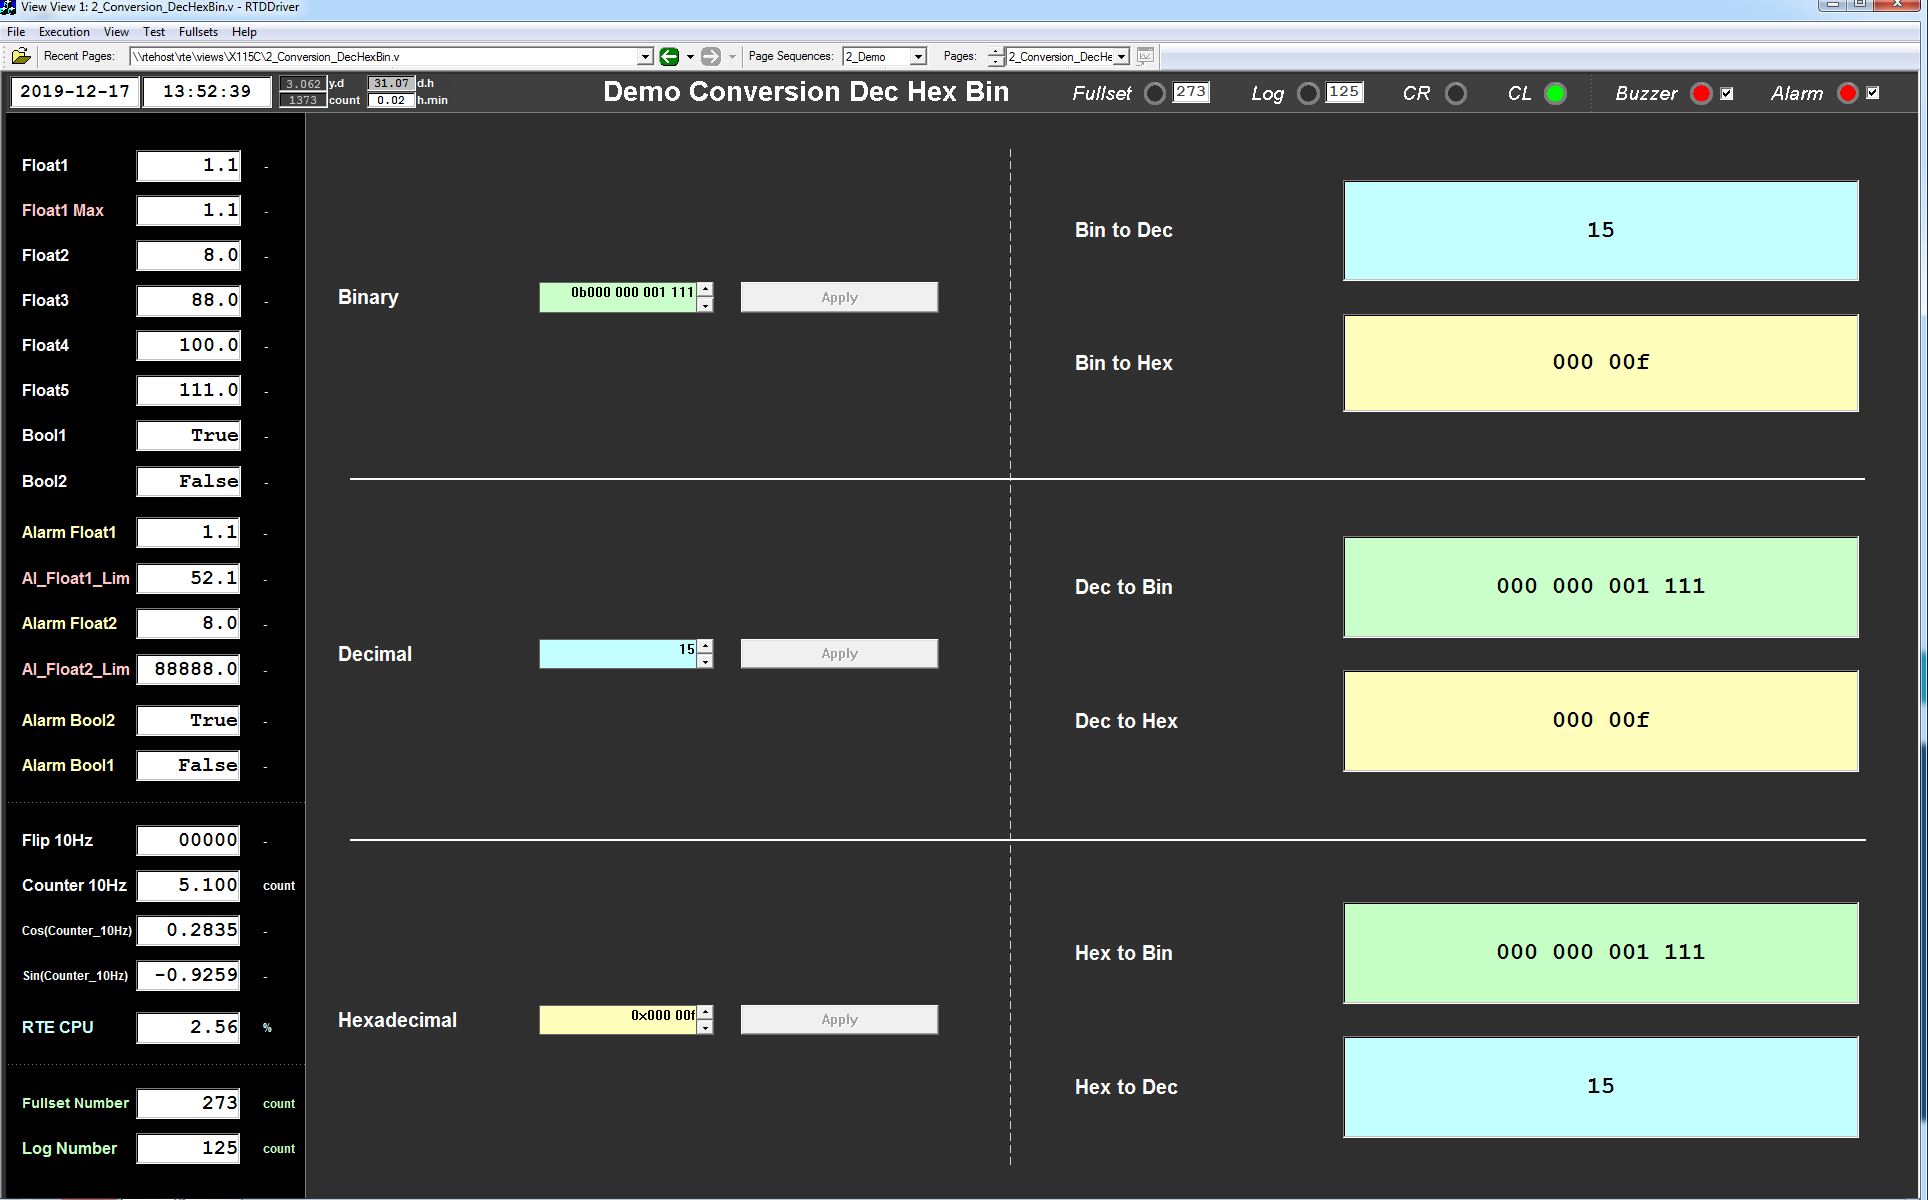 View View 1: 2_Conversion_DecHexBin.v - RTDDriver
File Execution View Test Fullsets Help
Recent Pages: \\rtehost\rte\views\X115C\2_Conversion_DecHexBin.v Page Sequences: 2_Demo Pages: 2_Conversion_DecHe
2019-12-17 13:52:39 3.062 y.d 31.07 d.h
1373 count 0.02 h.min
Demo Conversion Dec Hex Bin Fullset 273 Log 125 CR CL Buzzer Alarm
Float1 1.1 -
Float1 Max 1.1 -
Float2 8.0 -
Float3 88.0 -
Float4 100.0 -
Float5 111.0 -
Bool1 True -
Bool2 False -
Alarm Float1 1.1 -
Al_Float1_Lim 52.1 -
Alarm Float2 8.0 -
Al_Float2_Lim 88888.0 -
Alarm Bool2 True -
Alarm Bool1 False -
Flip 10Hz 00000 -
Counter 10Hz 5.100 count
Cos(Counter_10Hz) 0.2835 -
Sin(Counter_10Hz) -0.9259 -
RTE CPU 2.56 %
Fullset Number 273 count
Log Number 125 count
Binary 0b000 000 001 111 Apply
Bin to Dec 15
Bin to Hex 000 00f
Decimal 15 Apply
Dec to Bin 000 000 001 111
Dec to Hex 000 00f
Hexadecimal 0x000 00f Apply
Hex to Bin 000 000 001 111
Hex to Dec 15